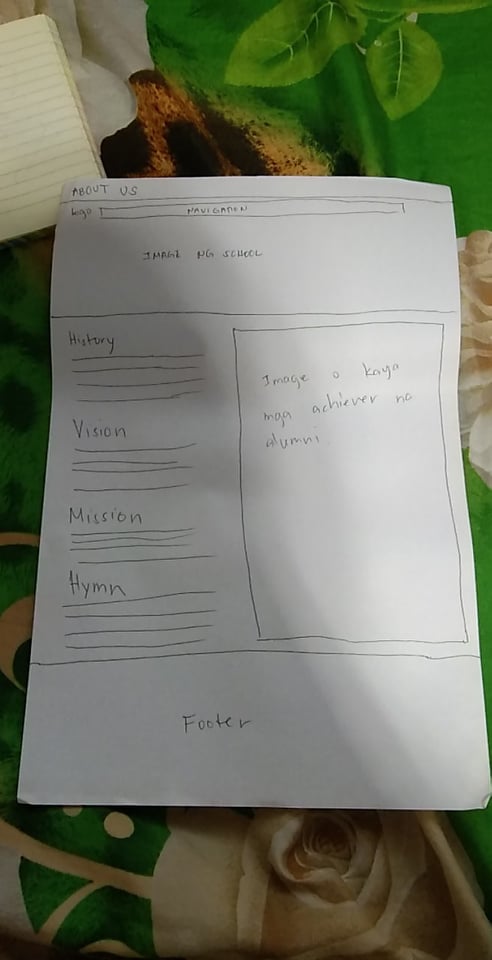 ABOUT US
Logo NAVIGATION
IMAGE NG SCHOOL
History
Image o kaya
mga achiever na
alumni.
Vision
Mission
Hymn
Footer